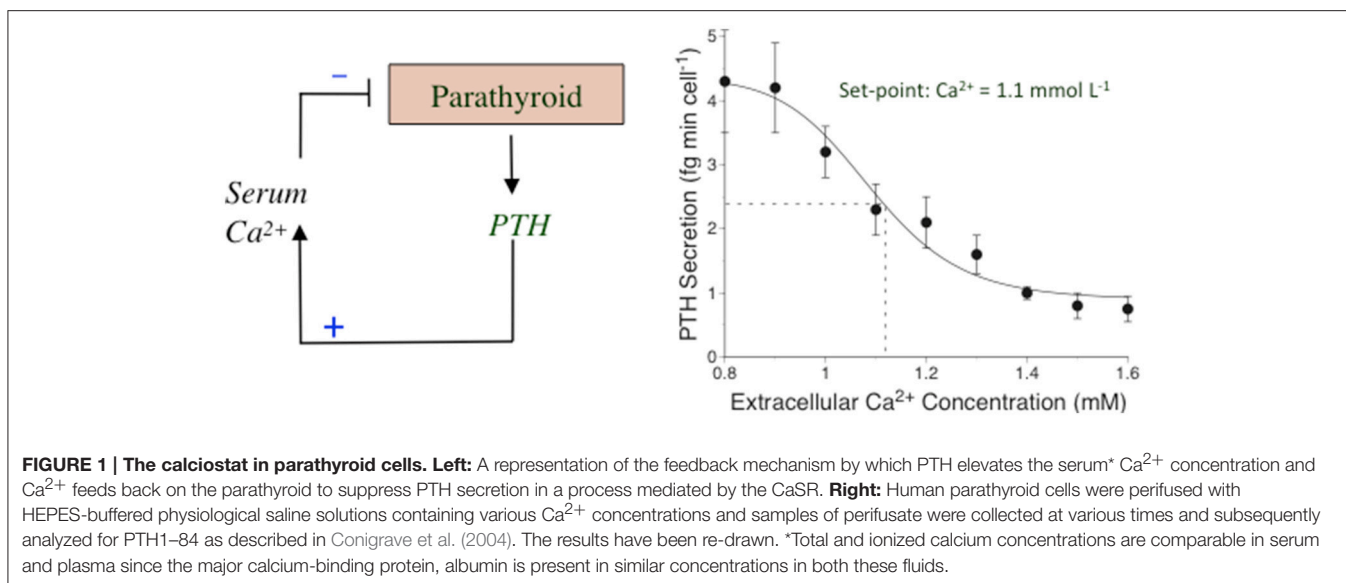 −
Parathyroid
Serum
Ca²⁺
PTH
+
PTH Secretion (fg min cell⁻¹)
5
4
3
2
1
0
Set-point: Ca²⁺ = 1.1 mmol L⁻¹
0.8
1
1.2
1.4
1.6
Extracellular Ca²⁺ Concentration (mM)
FIGURE 1 | The calciostat in parathyroid cells. Left: A representation of the feedback mechanism by which PTH elevates the serum* Ca²⁺ concentration and
Ca²⁺ feeds back on the parathyroid to suppress PTH secretion in a process mediated by the CaSR. Right: Human parathyroid cells were perifused with
HEPES-buffered physiological saline solutions containing various Ca²⁺ concentrations and samples of perifusate were collected at various times and subsequently
analyzed for PTH1–84 as described in Conigrave et al. (2004). The results have been re-drawn. *Total and ionized calcium concentrations are comparable in serum
and plasma since the major calcium-binding protein, albumin is present in similar concentrations in both these fluids.